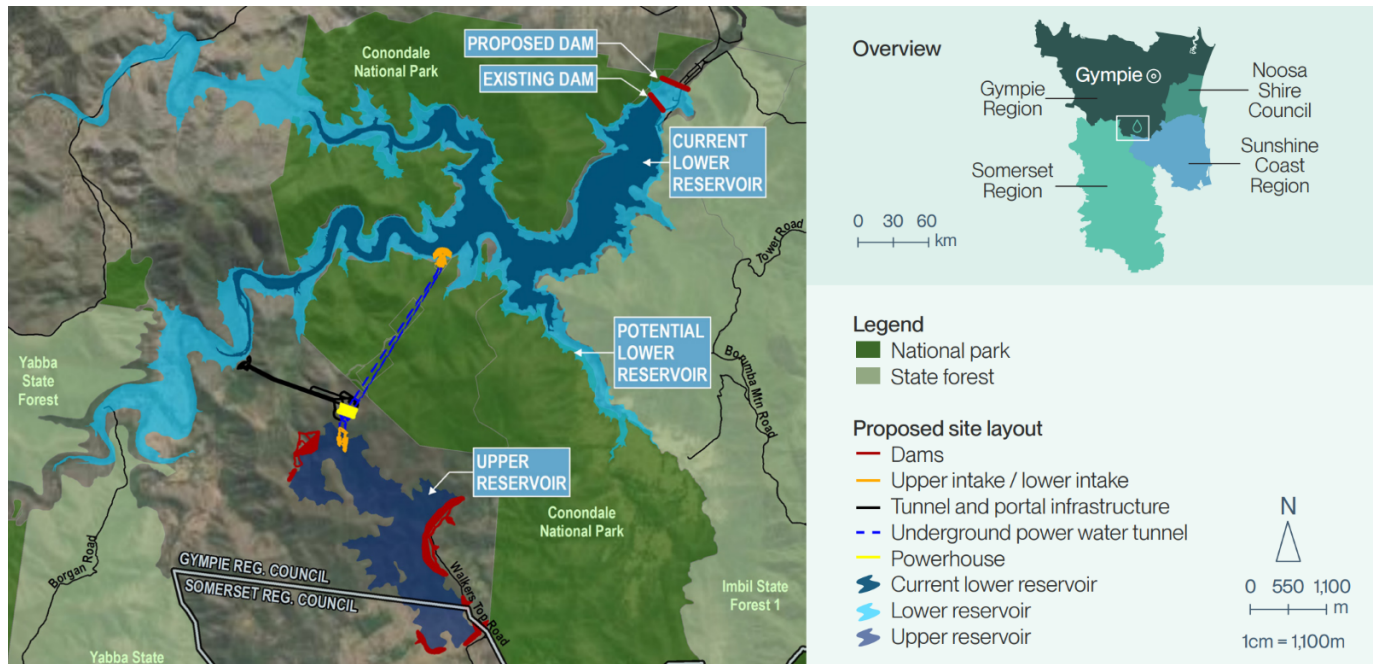 Conondale
National Park
PROPOSED DAM
EXISTING DAM
CURRENT
LOWER
RESERVOIR
Tower Road
POTENTIAL
LOWER
RESERVOIR
Borumba Mtn Road
Yabba
State
Forest
UPPER
RESERVOIR
Conondale
National Park
Borgan Road
GYMPIE REG. COUNCIL
SOMERSET REG. COUNCIL
Walkers Top Road
Imbil State
Forest 1
Yabba State
Overview
Gympie
Gympie
Region
Noosa
Shire
Council
Somerset
Region
Sunshine
Coast
Region
0 30 60
km
Legend
National park
State forest
Proposed site layout
Dams
Upper intake / lower intake
Tunnel and portal infrastructure
Underground power water tunnel
Powerhouse
Current lower reservoir
Lower reservoir
Upper reservoir
N
0 550 1,100
m
1cm = 1,100m